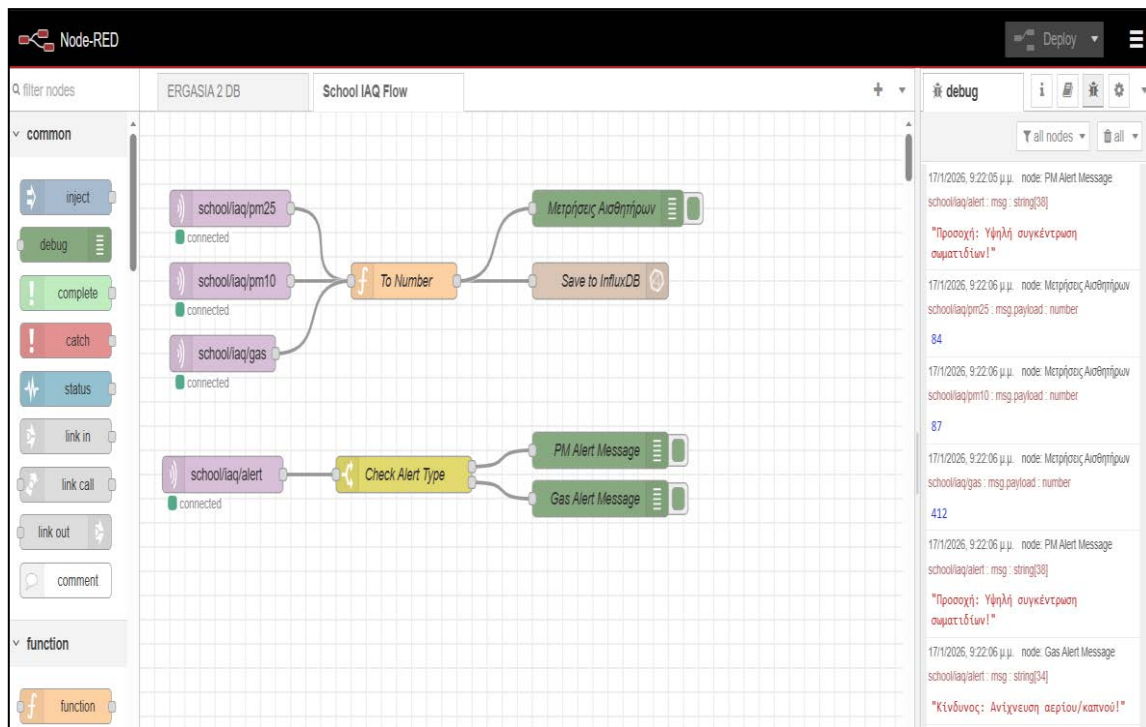 Node-RED
Deploy
filter nodes
ERGASIA 2 DB
School IAQ Flow
debug
common
all nodes
all
inject
debug
complete
catch
status
link in
link call
link out
comment
function
function
school/iaq/pm25
connected
school/iaq/pm10
connected
school/iaq/gas
connected
To Number
Μετρήσεις Αισθητήρων
Save to InfluxDB
school/iaq/alert
connected
Check Alert Type
PM Alert Message
Gas Alert Message
17/1/2026, 9:22:05 μ.μ. node: PM Alert Message
school/iaq/alert : msg : string[38]
"Προσοχή: Υψηλή συγκέντρωση
σωματιδίων!"
17/1/2026, 9:22:06 μ.μ. node: Μετρήσεις Αισθητήρων
school/iaq/pm25 : msg.payload : number
84
17/1/2026, 9:22:06 μ.μ. node: Μετρήσεις Αισθητήρων
school/iaq/pm10 : msg.payload : number
87
17/1/2026, 9:22:06 μ.μ. node: Μετρήσεις Αισθητήρων
school/iaq/gas : msg.payload : number
412
17/1/2026, 9:22:06 μ.μ. node: PM Alert Message
school/iaq/alert : msg : string[38]
"Προσοχή: Υψηλή συγκέντρωση
σωματιδίων!"
17/1/2026, 9:22:06 μ.μ. node: Gas Alert Message
school/iaq/alert : msg : string[34]
"Κίνδυνος: Ανίχνευση αερίου/καπνού!"